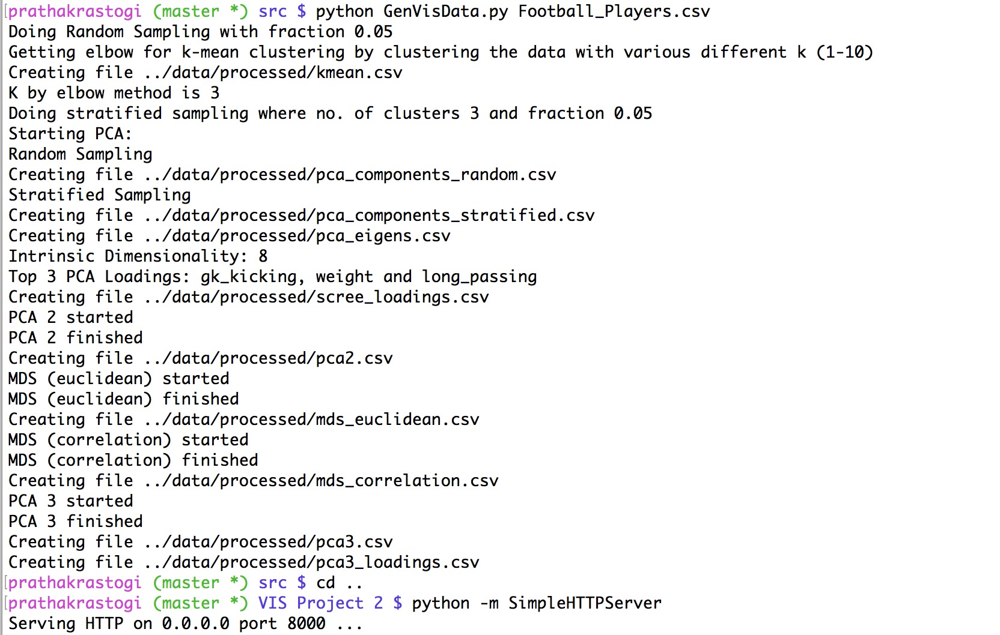 [prathakrastogi (master *) src $ python GenVisData.py Football_Players.csv
Doing Random Sampling with fraction 0.05
Getting elbow for k-mean clustering by clustering the data with various different k (1-10)
Creating file ../data/processed/kmean.csv
K by elbow method is 3
Doing stratified sampling where no. of clusters 3 and fraction 0.05
Starting PCA:
Random Sampling
Creating file ../data/processed/pca_components_random.csv
Stratified Sampling
Creating file ../data/processed/pca_components_stratified.csv
Creating file ../data/processed/pca_eigens.csv
Intrinsic Dimensionality: 8
Top 3 PCA Loadings: gk_kicking, weight and long_passing
Creating file ../data/processed/scree_loadings.csv
PCA 2 started
PCA 2 finished
Creating file ../data/processed/pca2.csv
MDS (euclidean) started
MDS (euclidean) finished
Creating file ../data/processed/mds_euclidean.csv
MDS (correlation) started
MDS (correlation) finished
Creating file ../data/processed/mds_correlation.csv
PCA 3 started
PCA 3 finished
Creating file ../data/processed/pca3.csv
Creating file ../data/processed/pca3_loadings.csv
[prathakrastogi (master *) src $ cd ..
[prathakrastogi (master *) VIS Project 2 $ python -m SimpleHTTPServer
Serving HTTP on 0.0.0.0 port 8000 ...